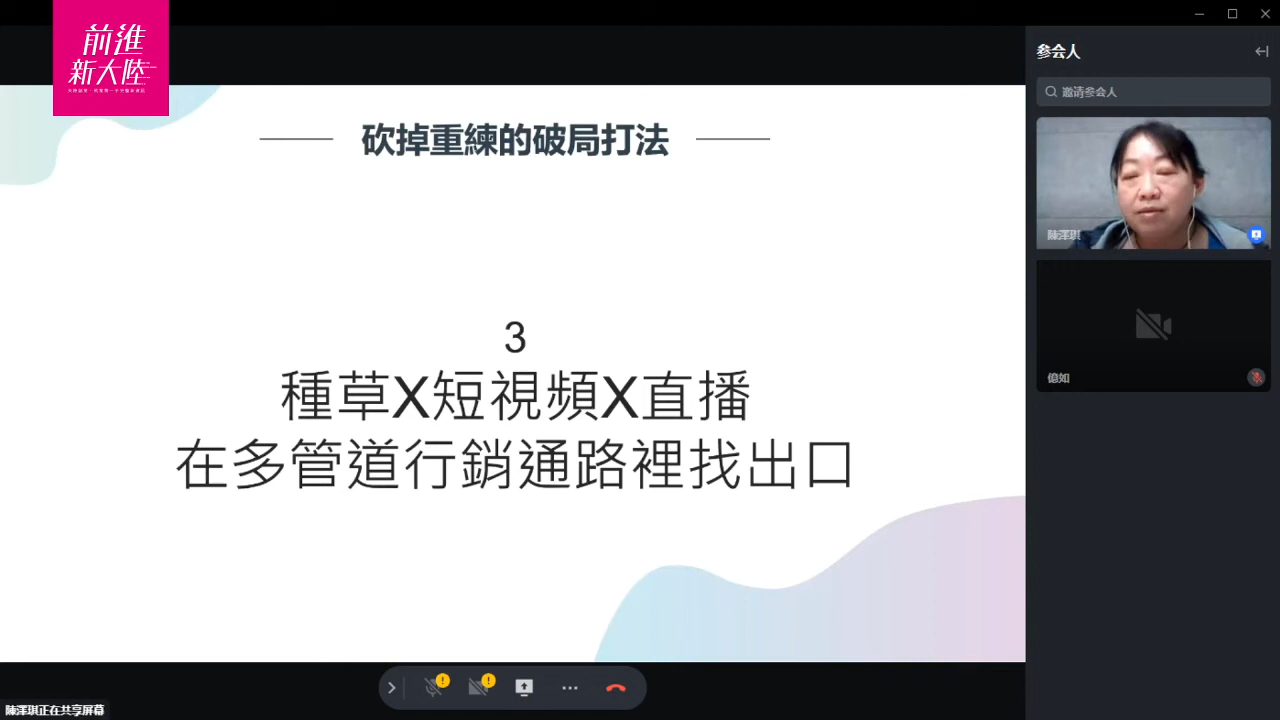 前進
新大陸
砍掉重練的破局打法
3
種草X短視頻X直播
在多管道行銷通路裡找出口
参会人
邀请参会人
陳澤琪
億如
陳澤琪正在共享屏幕